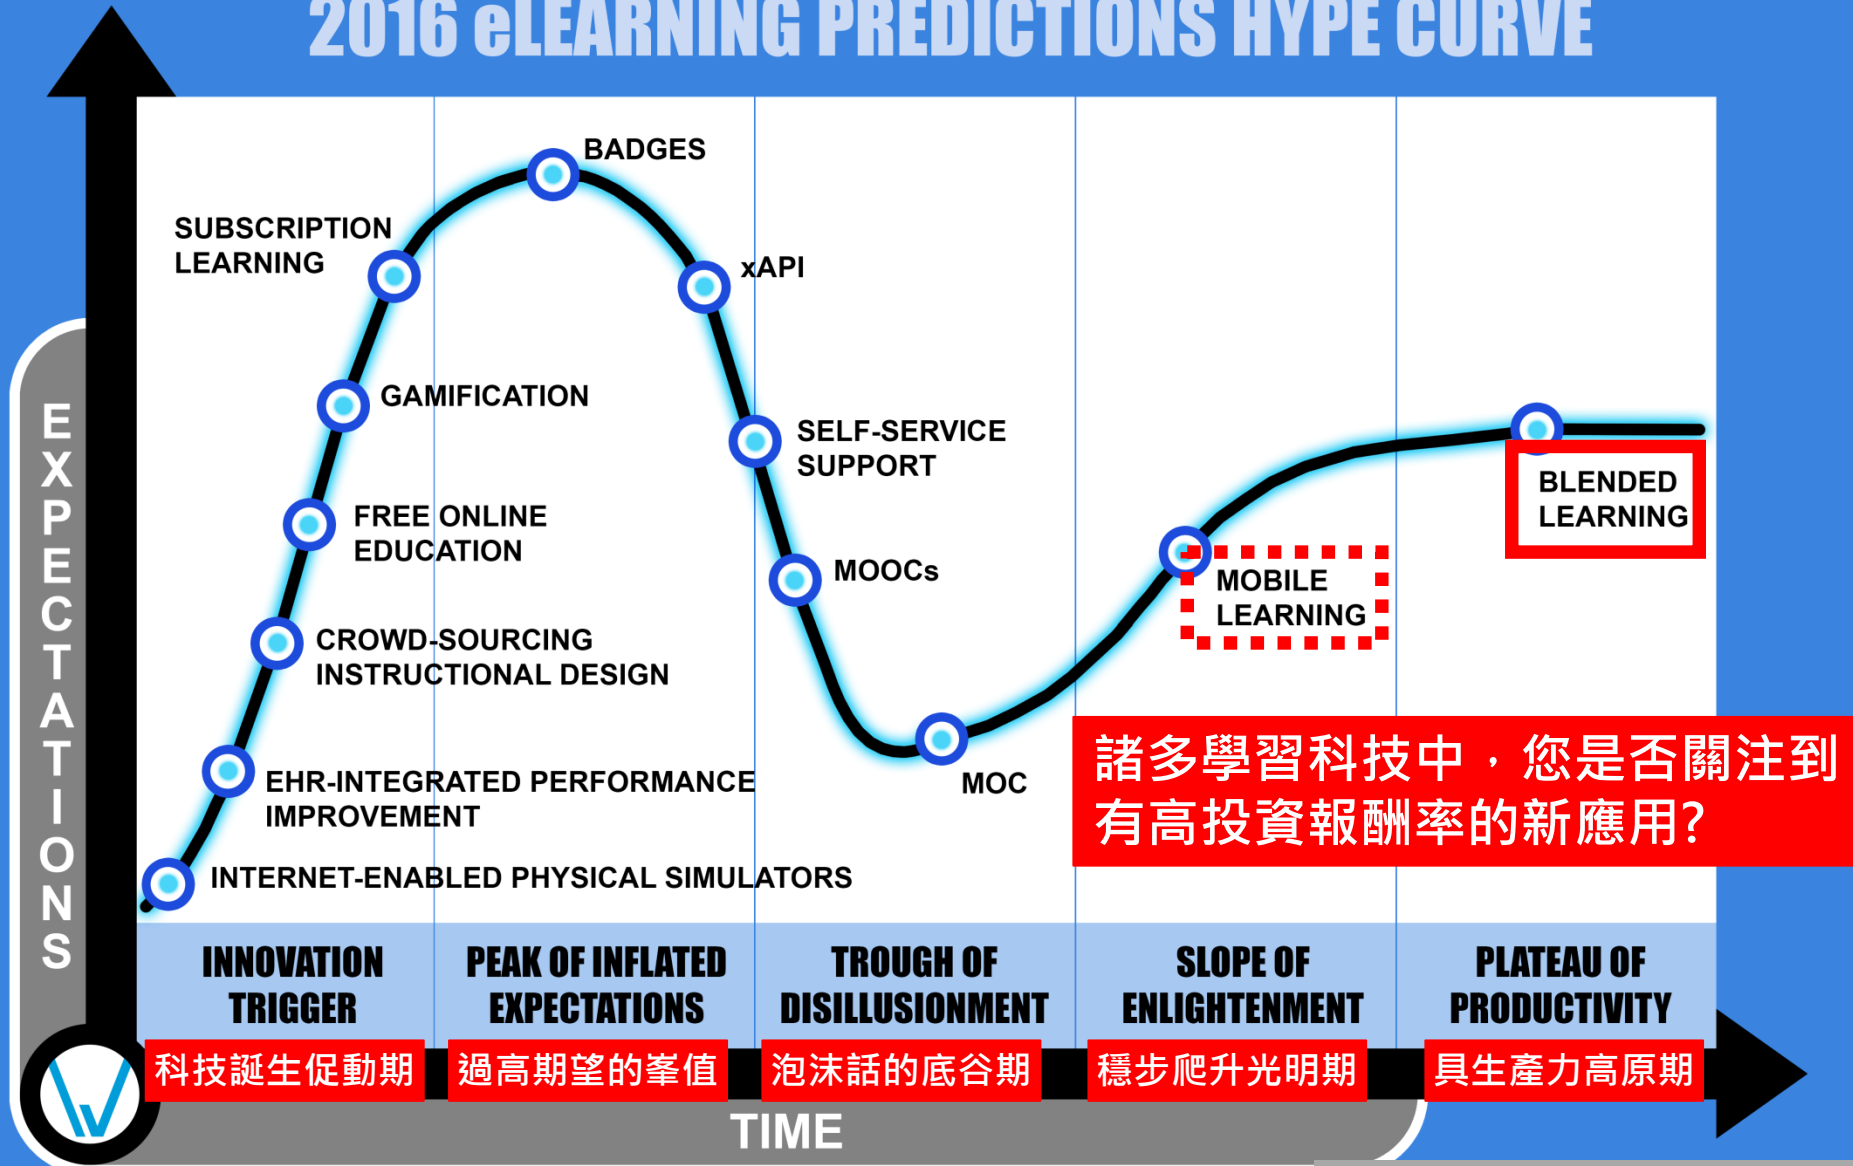 2016 eLEARNING PREDICTIONS HYPE CURVE
BADGES
SUBSCRIPTION
LEARNING
xAPI
GAMIFICATION
SELF-SERVICE
SUPPORT
BLENDED
LEARNING
FREE ONLINE
EDUCATION
MOOCs
MOBILE
LEARNING
CROWD-SOURCING
INSTRUCTIONAL DESIGN
EHR-INTEGRATED PERFORMANCE
IMPROVEMENT
MOC
諸多學習科技中，您是否關注到
有高投資報酬率的新應用?
INTERNET-ENABLED PHYSICAL SIMULATORS
EXPECTATIONS
INNOVATION
TRIGGER
PEAK OF INFLATED
EXPECTATIONS
TROUGH OF
DISILLUSIONMENT
SLOPE OF
ENLIGHTENMENT
PLATEAU OF
PRODUCTIVITY
科技誕生促動期
過高期望的峯值
泡沫話的底谷期
穩步爬升光明期
具生產力高原期
TIME